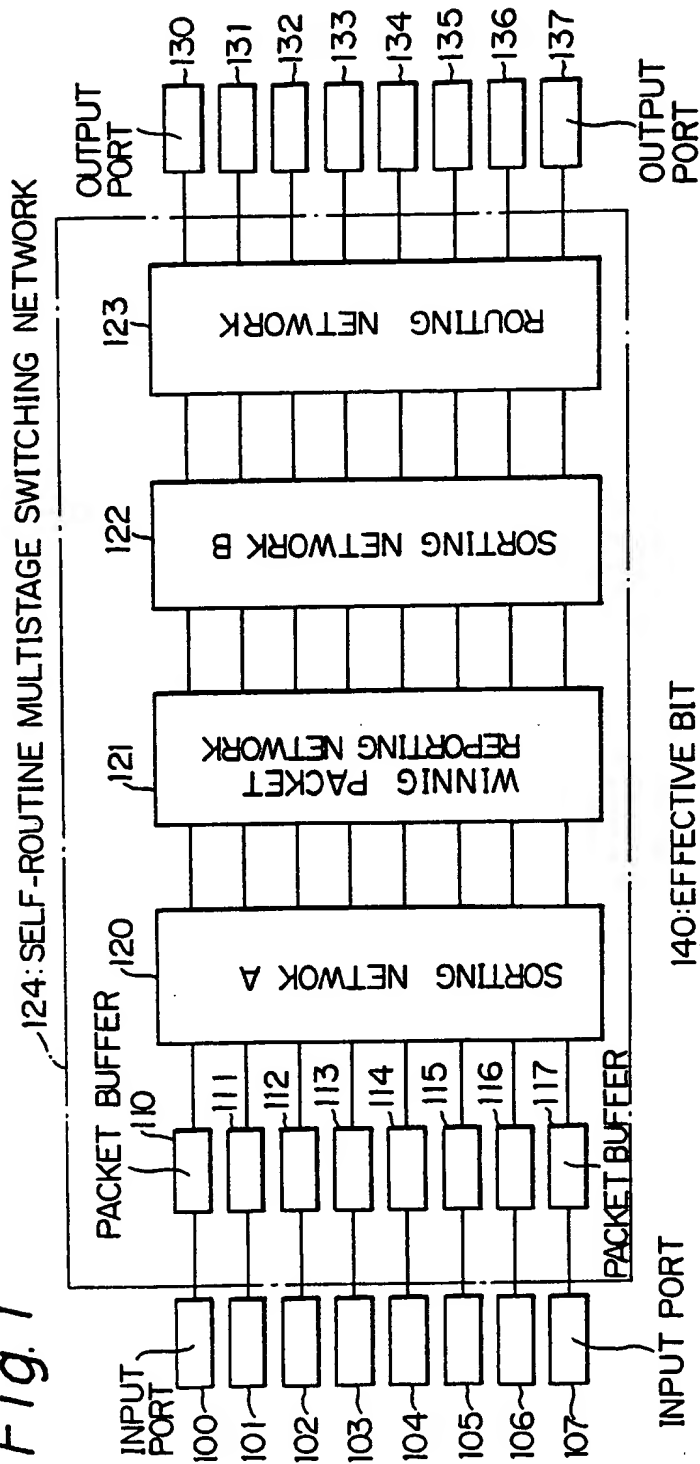 Fig. 1
124: SELF-ROUTINE MULTISTAGE SWITCHING NETWORK
INPUT PORT
100
101
102
103
104
105
106
107
INPUT PORT
PACKET BUFFER
110
111
112
113
114
115
116
117
PACKET BUFFER
120
SORTING NETWOK A
121
WINNIG PACKET
REPORTING NETWORK
122
SORTING NETWORK B
123
ROUTING NETWORK
OUTPUT
PORT
130
131
132
133
134
135
136
137
OUTPUT
PORT
140: EFFECTIVE BIT